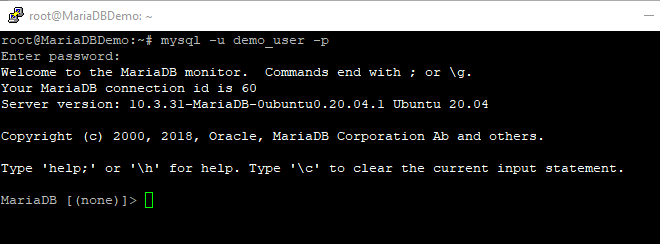 root@MariaDBDemo: ~
root@MariaDBDemo:~# mysql -u demo_user -p
Enter password:
Welcome to the MariaDB monitor.  Commands end with ; or \g.
Your MariaDB connection id is 60
Server version: 10.3.31-MariaDB-0ubuntu0.20.04.1 Ubuntu 20.04
Copyright (c) 2000, 2018, Oracle, MariaDB Corporation Ab and others.
Type 'help;' or '\h' for help. Type '\c' to clear the current input statement.
MariaDB [(none)]>